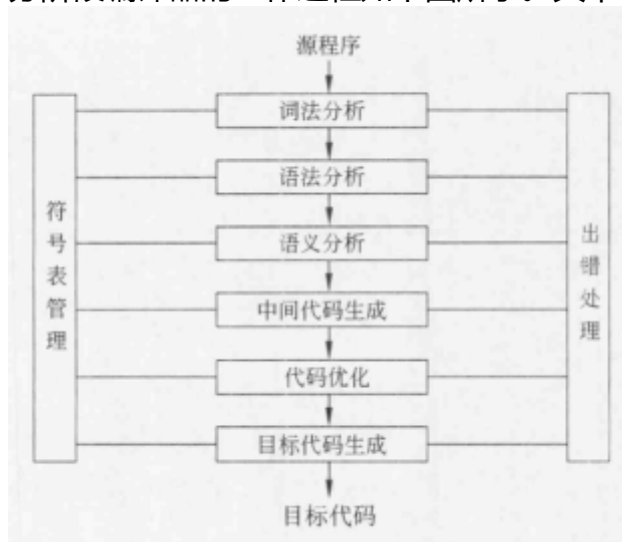 源程序
词法分析
语法分析
语义分析
中间代码生成
代码优化
目标代码生成
目标代码
符号表管理
出错处理